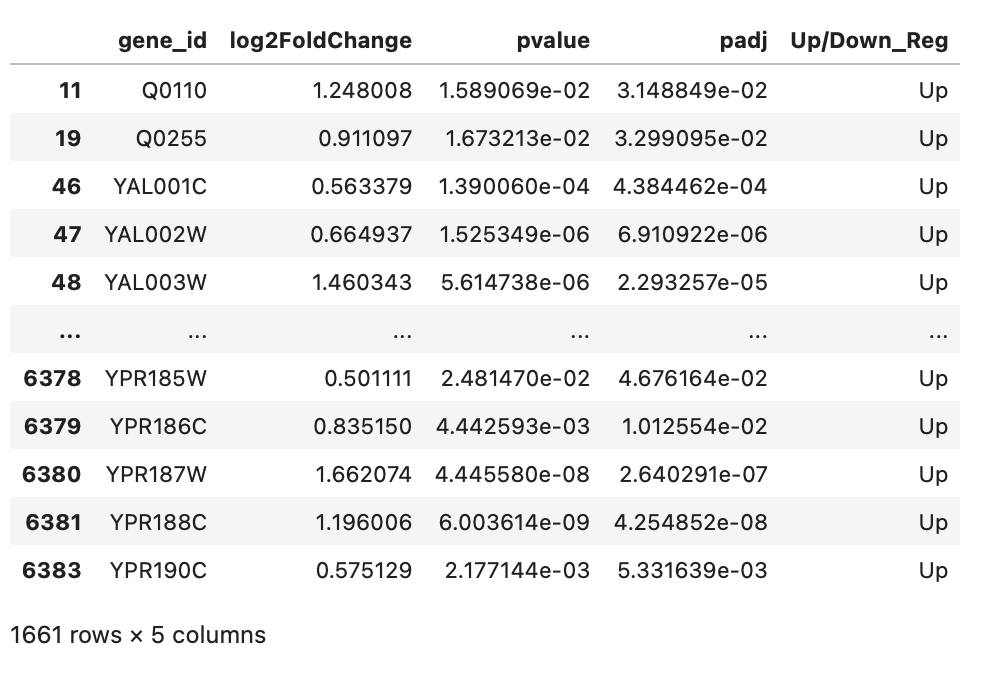 gene_id log2FoldChange pvalue padj Up/Down_Reg
11 Q0110 1.248008 1.589069e-02 3.148849e-02 Up
19 Q0255 0.911097 1.673213e-02 3.299095e-02 Up
46 YAL001C 0.563379 1.390060e-04 4.384462e-04 Up
47 YAL002W 0.664937 1.525349e-06 6.910922e-06 Up
48 YAL003W 1.460343 5.614738e-06 2.293257e-05 Up
... ... ... ... ... ...
6378 YPR185W 0.501111 2.481470e-02 4.676164e-02 Up
6379 YPR186C 0.835150 4.442593e-03 1.012554e-02 Up
6380 YPR187W 1.662074 4.445580e-08 2.640291e-07 Up
6381 YPR188C 1.196006 6.003614e-09 4.254852e-08 Up
6383 YPR190C 0.575129 2.177144e-03 5.331639e-03 Up
1661 rows × 5 columns